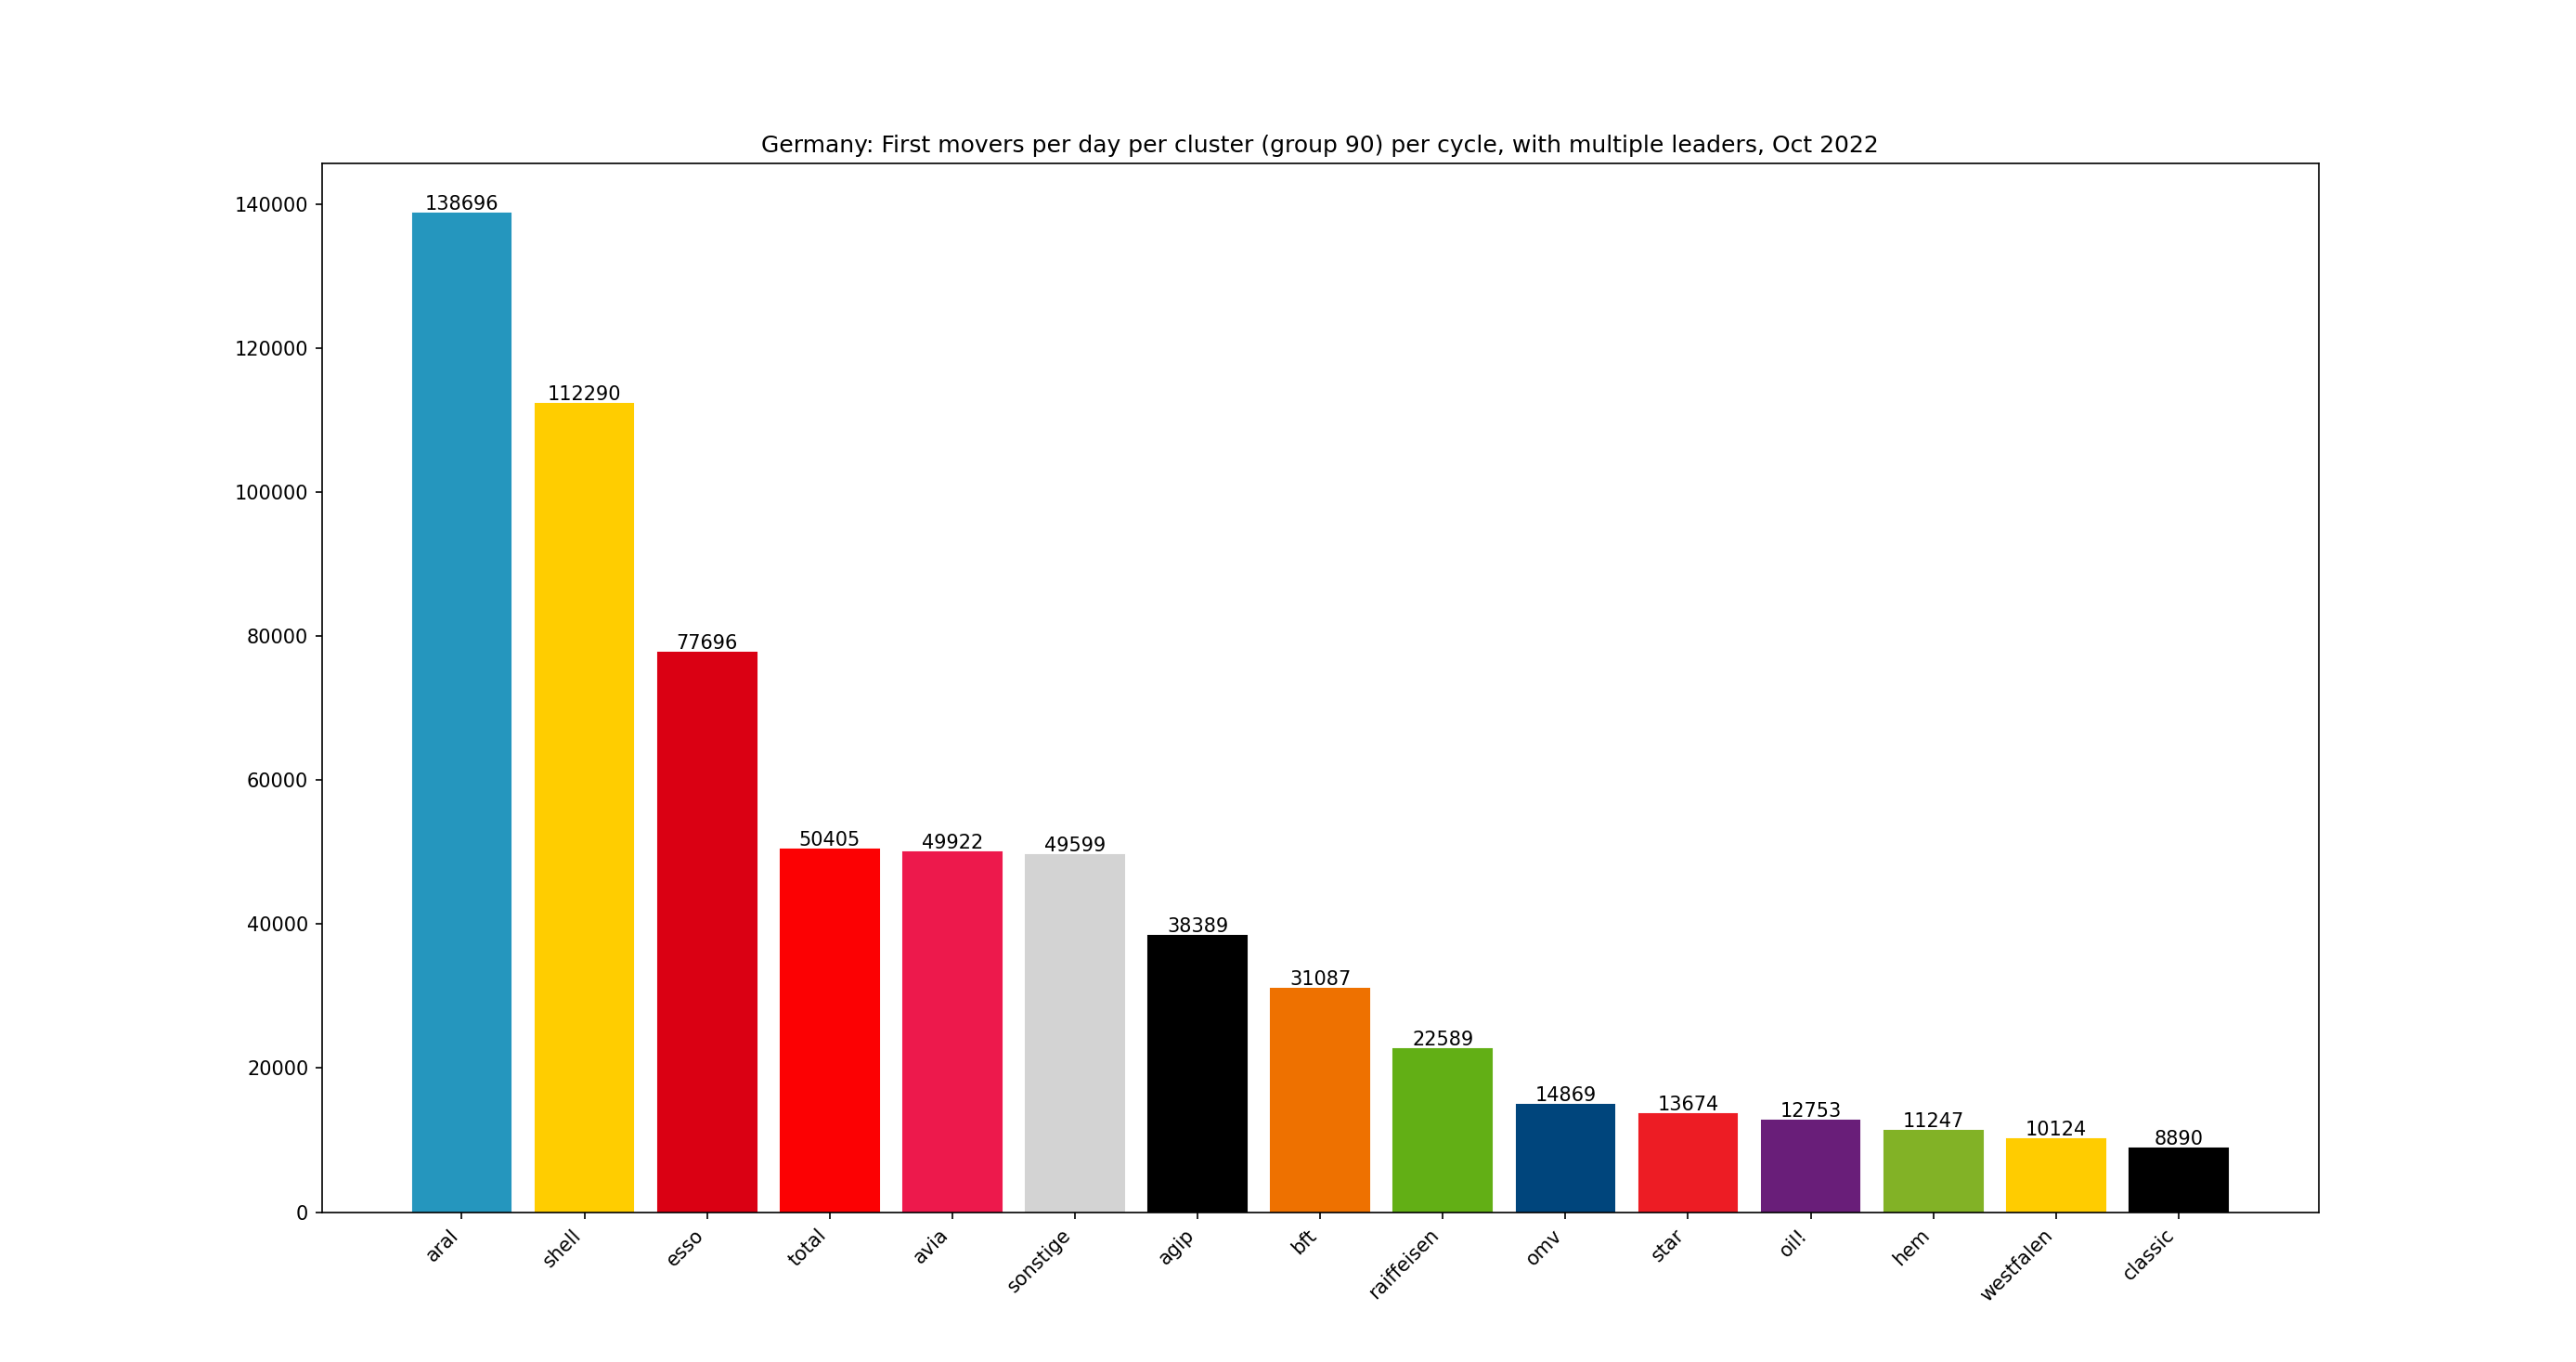 Germany: First movers per day per cluster (group 90) per cycle, with multiple leaders, Oct 2022
140000
120000
100000
80000
60000
40000
20000
0
138696
112290
77696
50405
49922
49599
38389
31087
22589
14869
13674
12753
11247
10124
8890
aral
shell
esso
total
avia
sonstige
agip
bft
raiffeisen
omv
star
oil!
hem
westfalen
classic